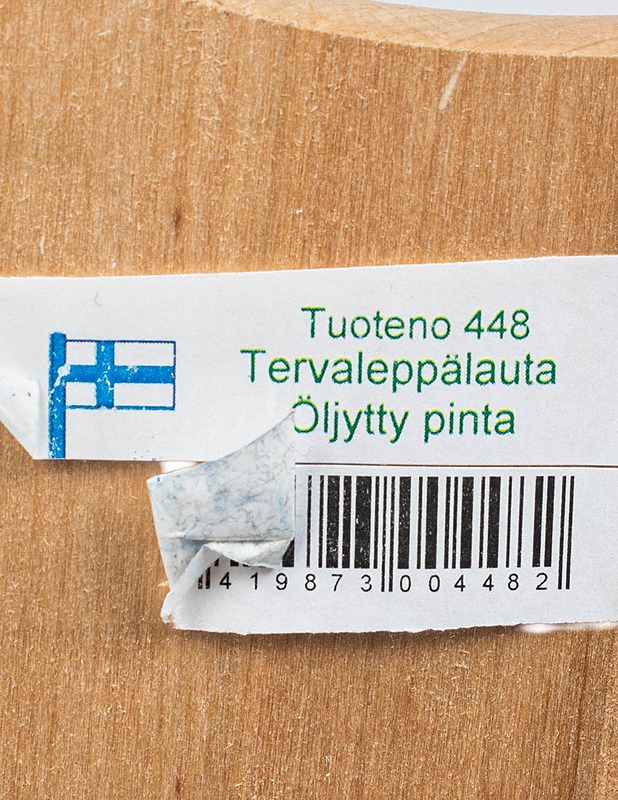 Tuoteno 448
Tervaleppälauta
Öljytty pinta
419873 004482